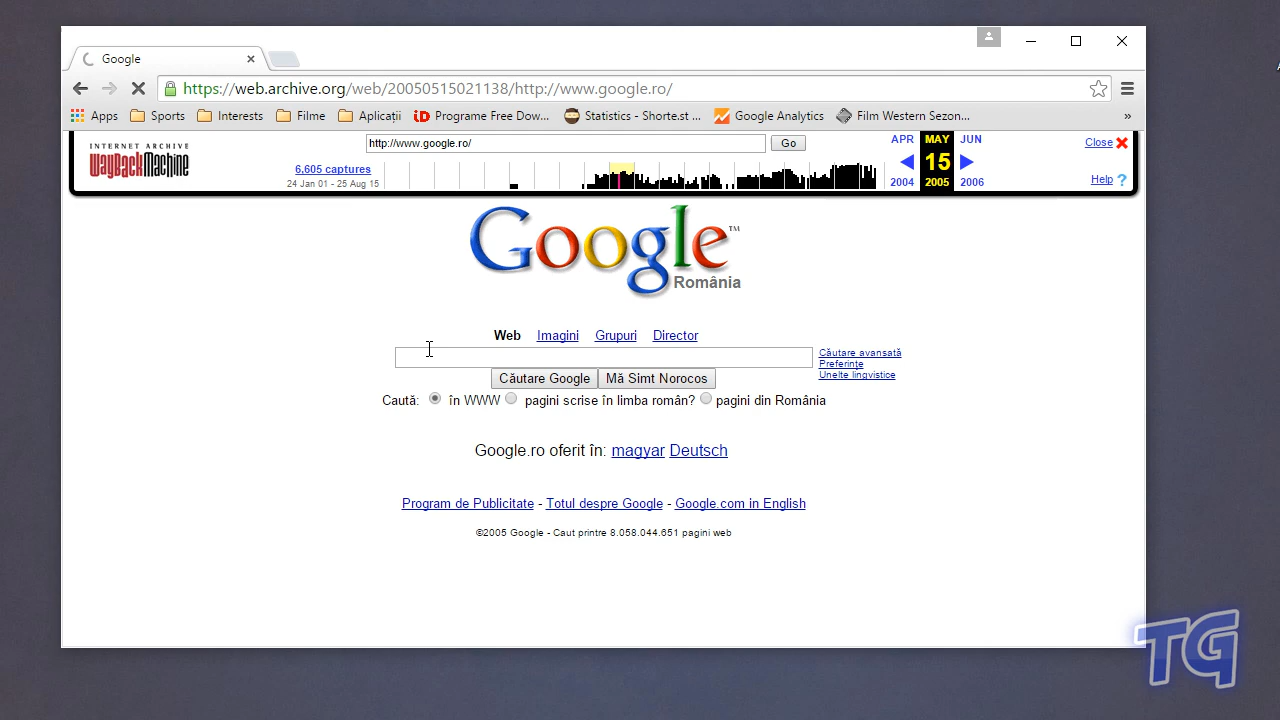 Google
https://web.archive.org/web/20050515021138/http://www.google.ro/
Apps Sports Interests Filme Aplicații Programe Free Dow... Statistics - Shorte.st ... Google Analytics Film Western Sezon... »
INTERNET ARCHIVE
WayBackMachine
http://www.google.ro/ Go
6,605 captures
24 Jan 01 - 25 Aug 15
APR MAY JUN
15
2004 2005 2006
Close
Help ?
Google™
România
Web Imagini Grupuri Director
Căutare avansată
Preferințe
Unelte lingvistice
Căutare Google Mă Simt Norocos
Caută: în WWW pagini scrise în limba român? pagini din România
Google.ro oferit în: magyar Deutsch
Program de Publicitate - Totul despre Google - Google.com in English
©2005 Google - Caut printre 8.058.044.651 pagini web
TG